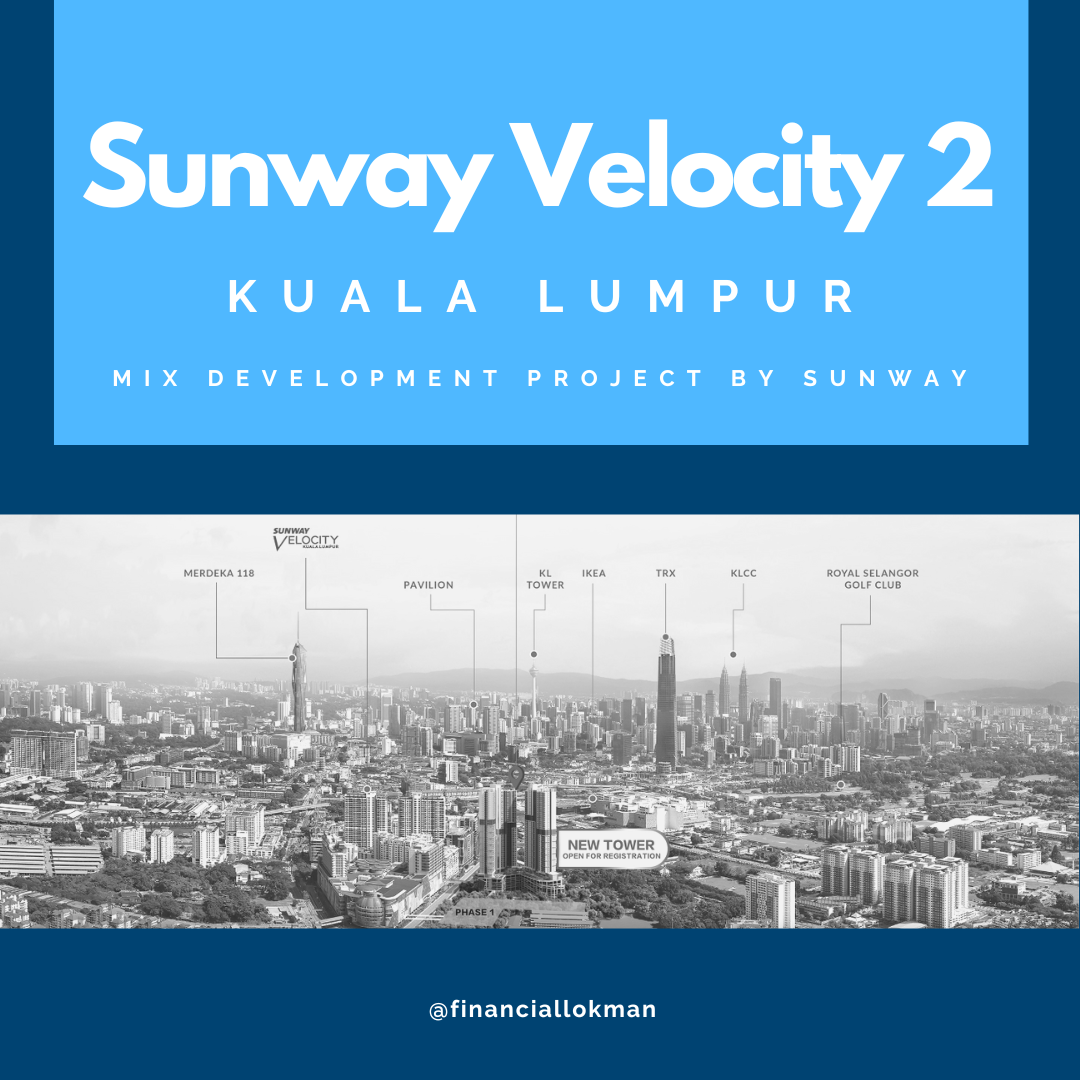 Sunway Velocity 2
KUALA LUMPUR
MIX DEVELOPMENT PROJECT BY SUNWAY
SUNWAY
VELOCITY
KUALA LUMPUR
MERDEKA 118
PAVILION
KL
TOWER
IKEA
TRX
KLCC
ROYAL SELANGOR
GOLF CLUB
NEW TOWER
OPEN FOR REGISTRATION
PHASE 1
@financiallokman